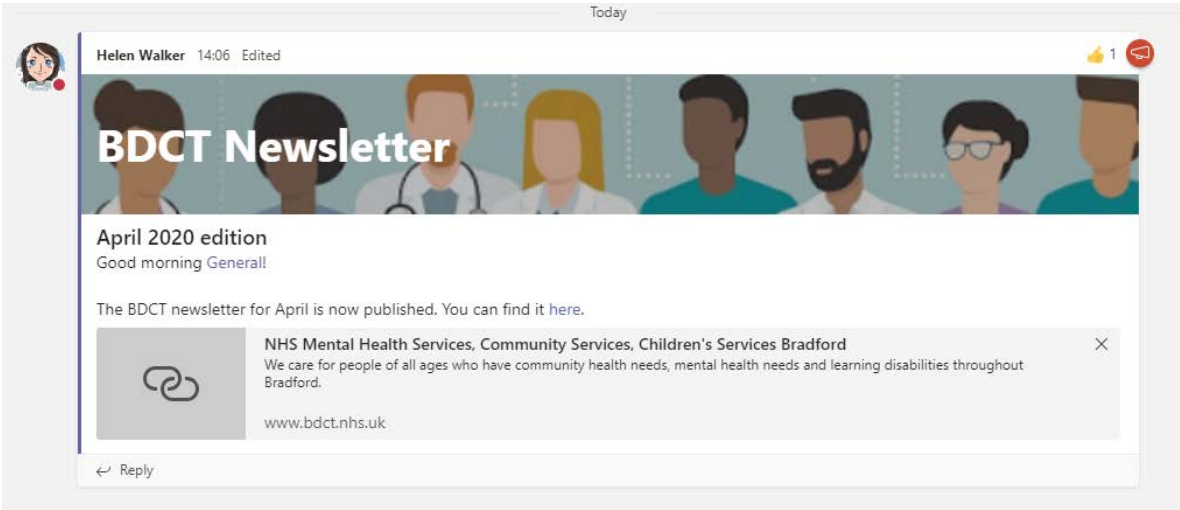 Today
Helen Walker 14:06 Edited
1
BDCT Newsletter
April 2020 edition
Good morning General!
The BDCT newsletter for April is now published. You can find it here.
NHS Mental Health Services, Community Services, Children's Services Bradford
We care for people of all ages who have community health needs, mental health needs and learning disabilities throughout
Bradford.
www.bdct.nhs.uk
Reply